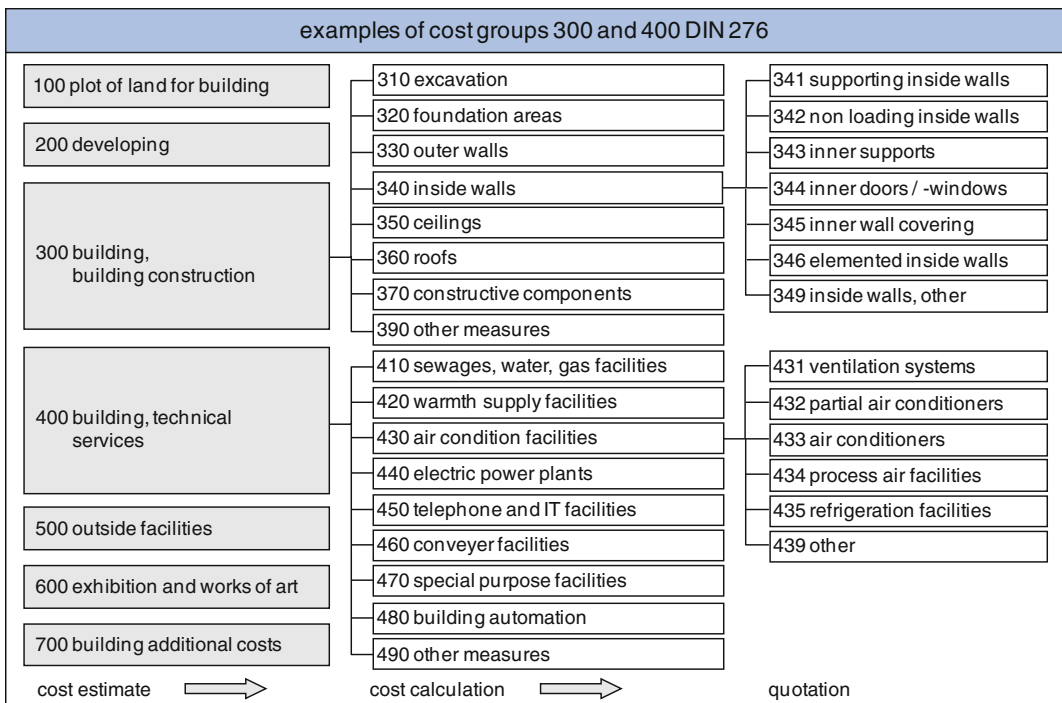 examples of cost groups 300 and 400 DIN 276
100 plot of land for building
200 developing
300 building,
building construction
400 building, technical
services
500 outside facilities
600 exhibition and works of art
700 building additional costs
cost estimate
310 excavation
320 foundation areas
330 outer walls
340 inside walls
350 ceilings
360 roofs
370 constructive components
390 other measures
410 sewages, water, gas facilities
420 warmth supply facilities
430 air condition facilities
440 electric power plants
450 telephone and IT facilities
460 conveyer facilities
470 special purpose facilities
480 building automation
490 other measures
cost calculation
341 supporting inside walls
342 non loading inside walls
343 inner supports
344 inner doors / -windows
345 inner wall covering
346 elemented inside walls
349 inside walls, other
431 ventilation systems
432 partial air conditioners
433 air conditioners
434 process air facilities
435 refrigeration facilities
439 other
quotation